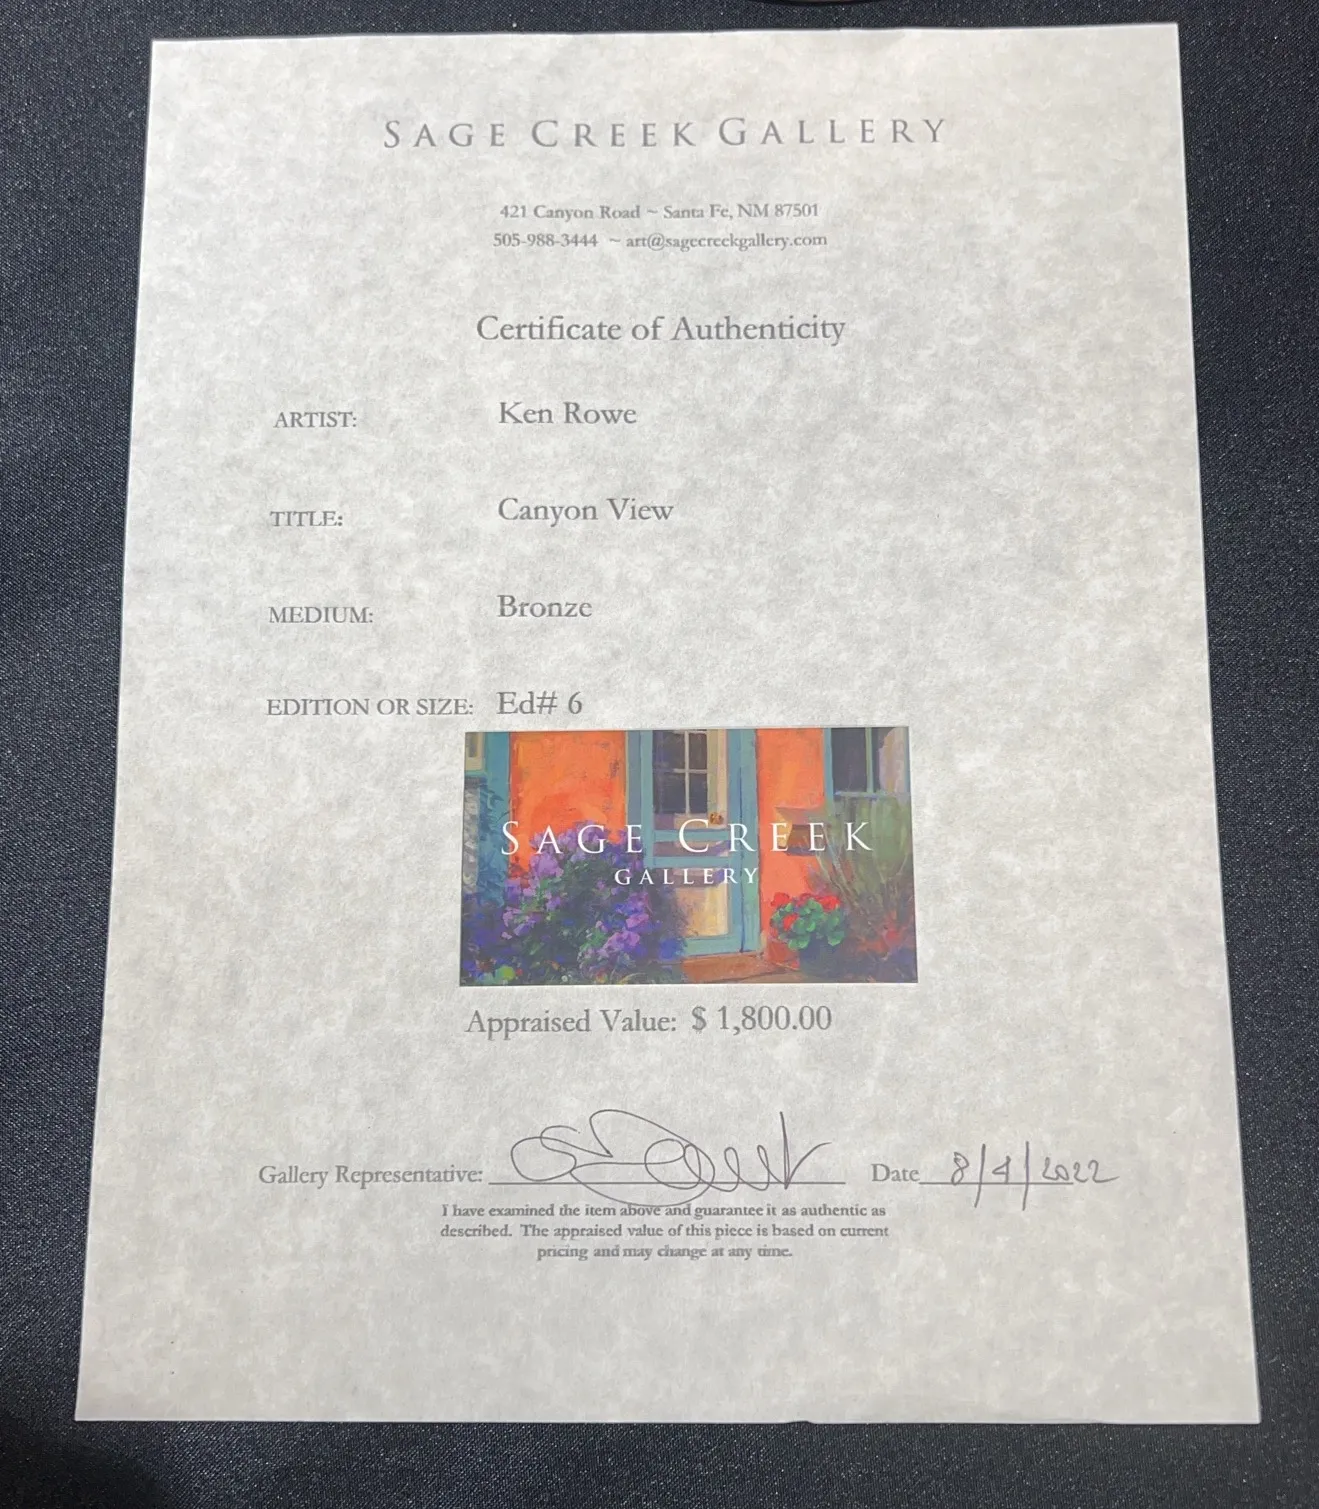 SAGE CREEK GALLERY
421 Canyon Road ~ Santa Fe, NM 87501
505-988-3444 ~ art@sagecreekgallery.com
Certificate of Authenticity
ARTIST: Ken Rowe
TITLE: Canyon View
MEDIUM: Bronze
EDITION OR SIZE: Ed# 6
SAGE CREEK
GALLERY
Appraised Value: $ 1,800.00
Gallery Representative: Date 8/4/2022
I have examined the item above and guarantee it as authentic as
described. The appraised value of this piece is based on current
pricing and may change at any time.